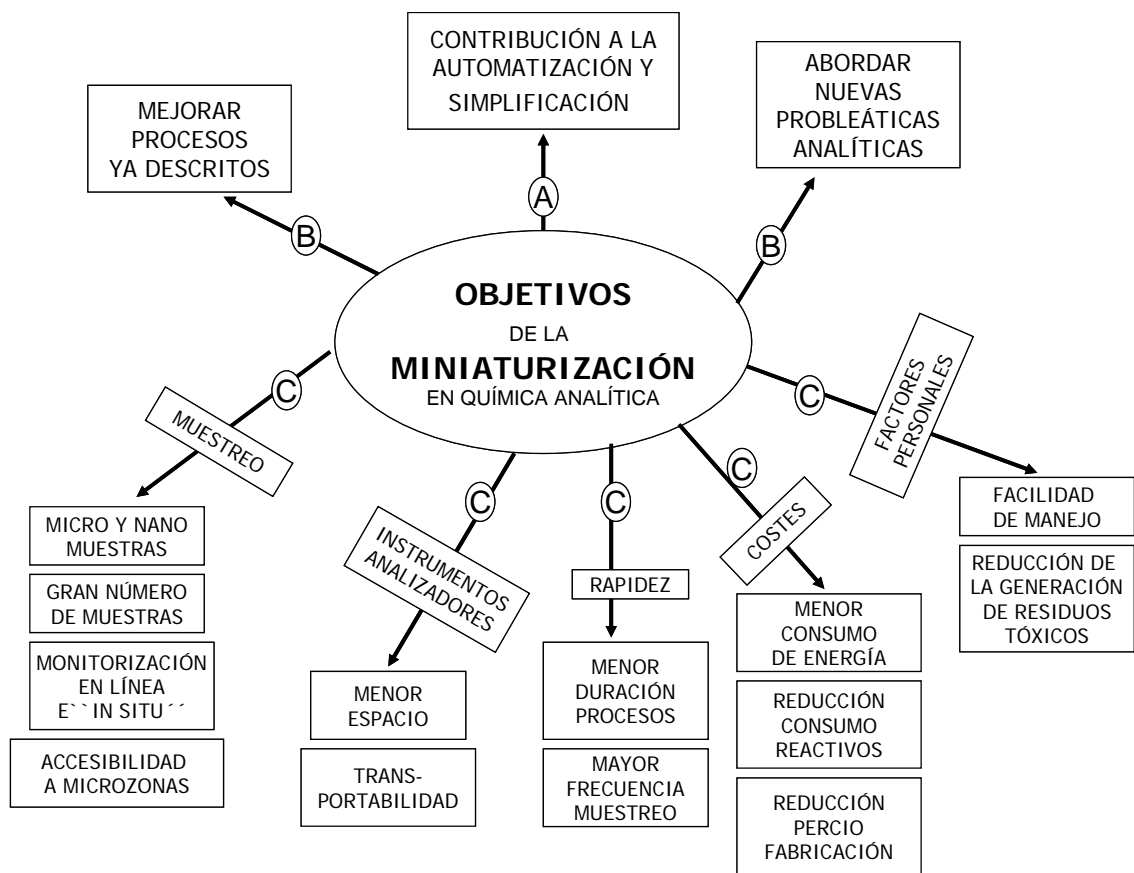 CONTRIBUCIÓN A LA
AUTOMATIZACIÓN Y
SIMPLIFICACIÓN
MEJORAR
PROCESOS
YA DESCRITOS
ABORDAR
NUEVAS
PROBLEÁTICAS
ANALÍTICAS
A
B
B
OBJETIVOS
DE LA
MINIATURIZACIÓN
EN QUÍMICA ANALÍTICA
C
MUESTREO
MICRO Y NANO
MUESTRAS
GRAN NÚMERO
DE MUESTRAS
MONITORIZACIÓN
EN LÍNEA
E\`\`IN SITU´´
ACCESIBILIDAD
A MICROZONAS
C
INSTRUMENTOS
ANALIZADORES
MENOR
ESPACIO
TRANS-
PORTABILIDAD
C
RAPIDEZ
MENOR
DURACIÓN
PROCESOS
MAYOR
FRECUENCIA
MUESTREO
C
COSTES
MENOR
CONSUMO
DE ENERGÍA
REDUCCIÓN
CONSUMO
REACTIVOS
REDUCCIÓN
PERCIO
FABRICACIÓN
C
FACTORES
PERSONALES
FACILIDAD
DE MANEJO
REDUCCIÓN DE
LA GENERACIÓN
DE RESIDUOS
TÓXICOS